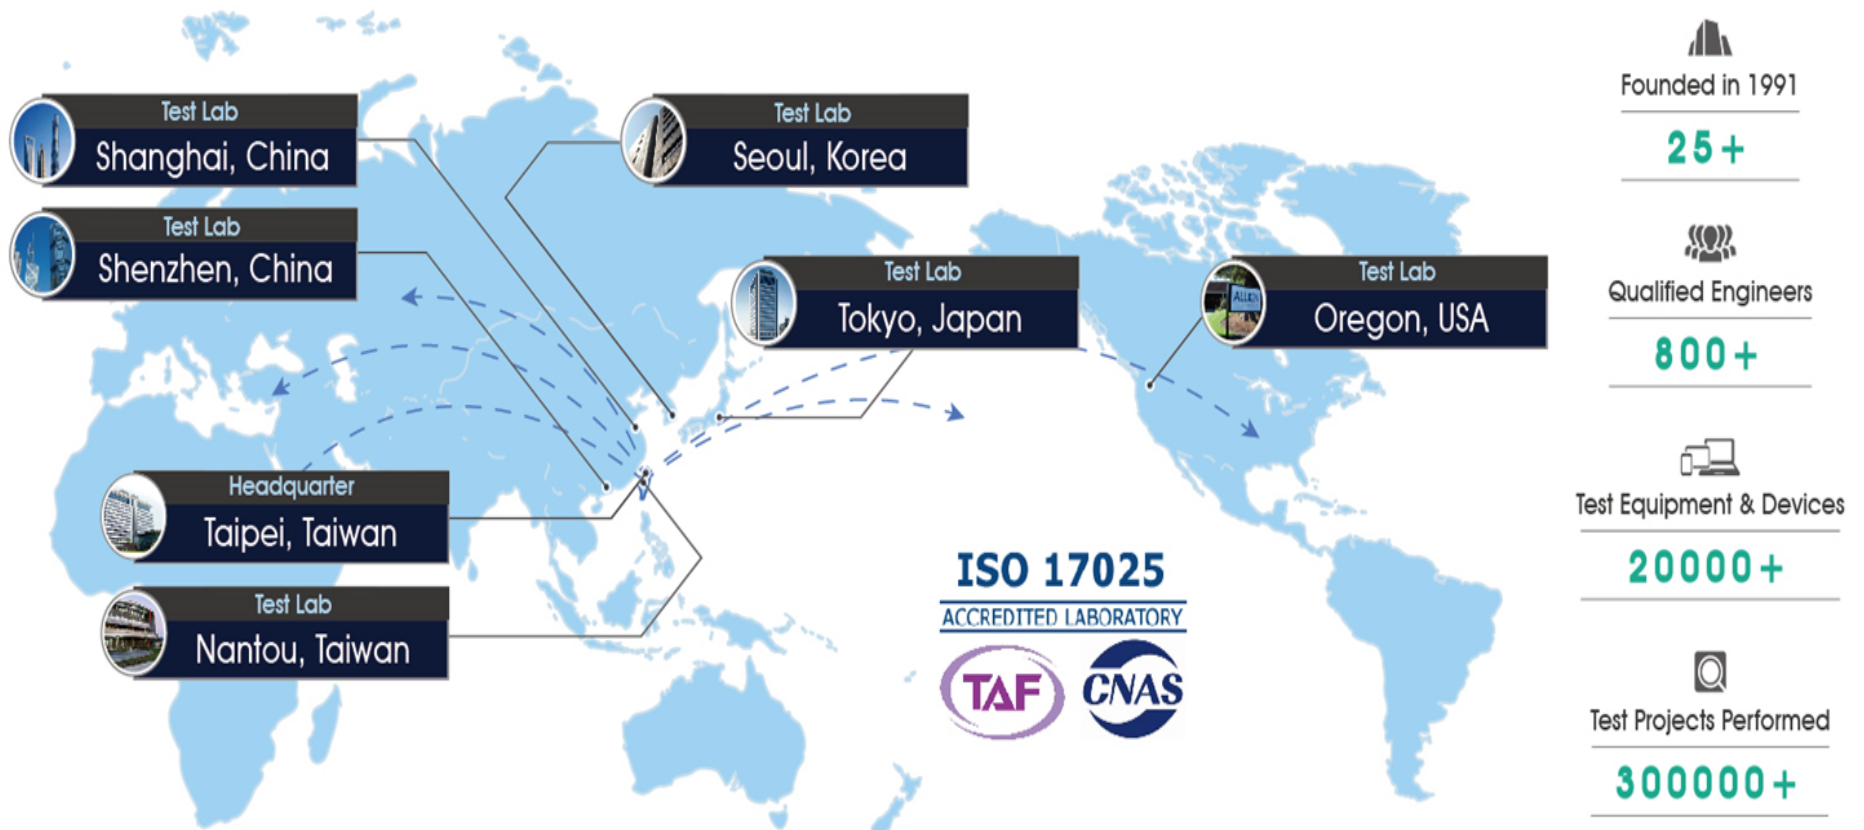 Test Lab
Shanghai, China
Test Lab
Seoul, Korea
Test Lab
Shenzhen, China
Test Lab
Tokyo, Japan
Test Lab
Oregon, USA
ALLION
Headquarter
Taipei, Taiwan
Test Lab
Nantou, Taiwan
ISO 17025
ACCREDITED LABORATORY
TAF
CNAS
Founded in 1991
25+
Qualified Engineers
800+
Test Equipment & Devices
20000+
Test Projects Performed
300000+